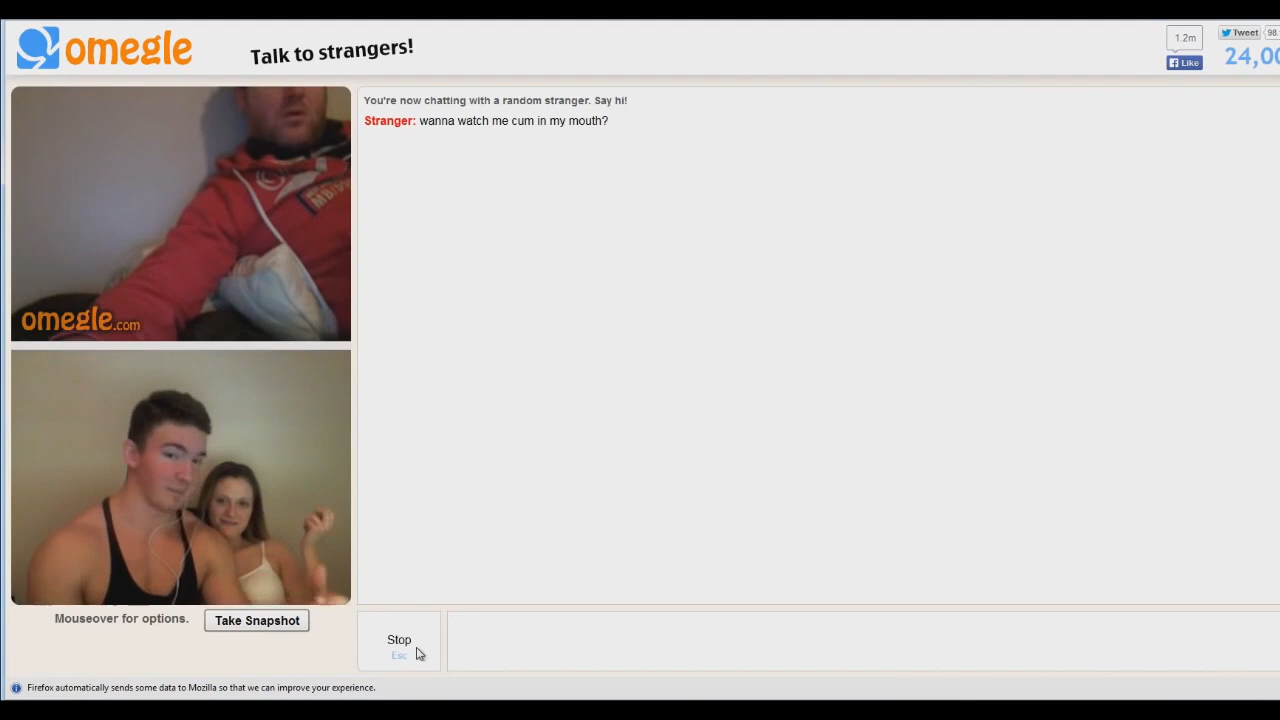 omegle
Talk to strangers!
1.2m
Like
Tweet
98.
24,00
You're now chatting with a random stranger. Say hi!
Stranger: wanna watch me cum in my mouth?
omegle.com
Mouseover for options.
Take Snapshot
Stop
Esc
Firefox automatically sends some data to Mozilla so that we can improve your experience.